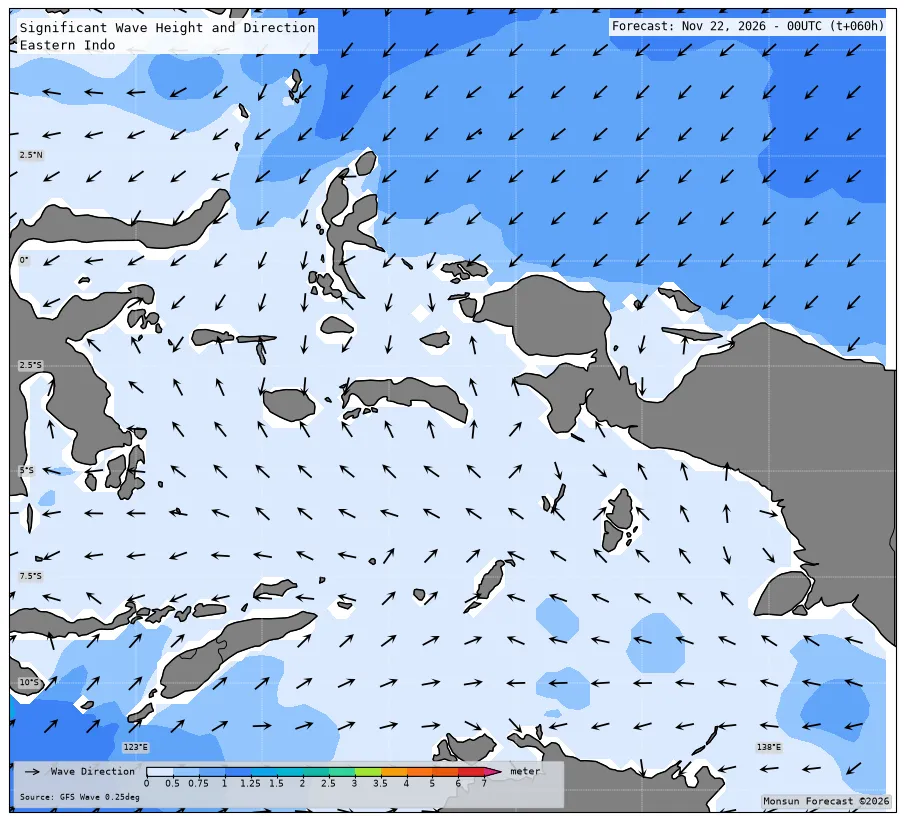 Significant Wave Height and Direction
Eastern Indo
Forecast: Nov 22, 2026 - 00UTC (t+060h)
2.5°N
0°
2.5°S
5°S
7.5°S
10°S
123°E
138°E
Wave Direction
meter
0 0.5 0.75 1 1.25 1.5 2 2.5 3 3.5 4 5 6 7
Source: GFS Wave 0.25deg
Monsun Forecast ©2026